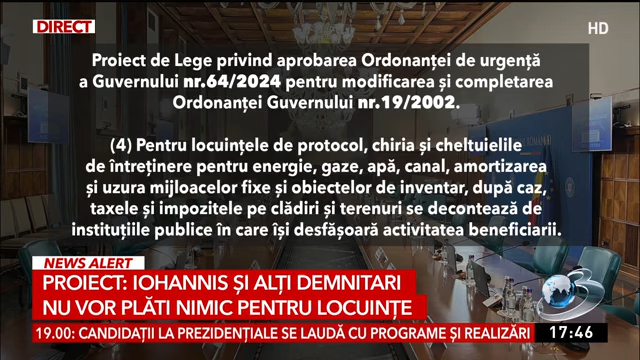 DIRECT
HD
Proiect de Lege privind aprobarea Ordonanței de urgență
a Guvernului nr.64/2024 pentru modificarea și completarea
Ordonanței Guvernului nr.19/2002.
(4) Pentru locuințele de protocol, chiria și cheltuielile
de întreținere pentru energie, gaze, apă, canal, amortizarea
și uzura mijloacelor fixe și obiectelor de inventar, după caz,
taxele și impozitele pe clădiri și terenuri se decontează de
instituțiile publice în care își desfășoară activitatea beneficiarii.
NEWS ALERT
PROIECT: IOHANNIS ȘI ALȚI DEMNITARI
NU VOR PLĂTI NIMIC PENTRU LOCUINȚE
3
19.00: CANDIDAȚII LA PREZIDENȚIALE SE LAUDĂ CU PROGRAME ȘI REALIZĂRI
17:46